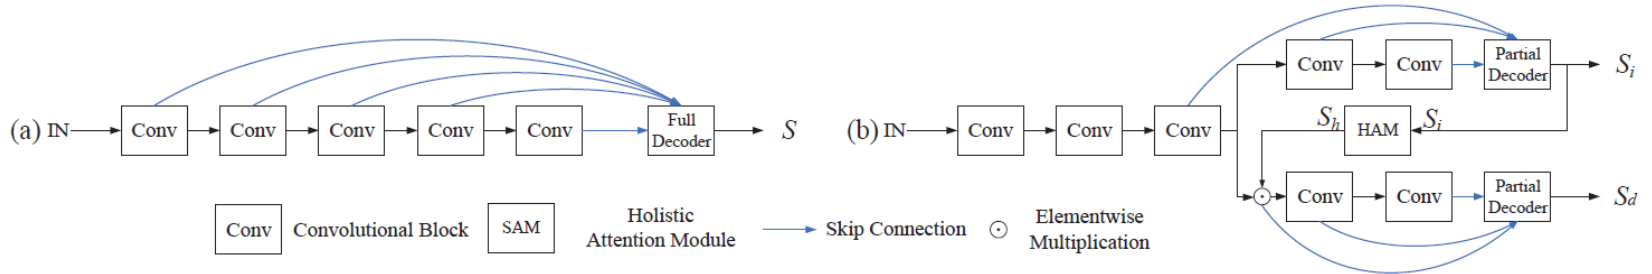 (a) IN Conv Conv Conv Conv Conv Full Decoder S
(b) IN Conv Conv Conv
Conv Conv Partial Decoder S_i
S_h HAM S_i
Conv Conv Partial Decoder S_d
Conv Convolutional Block SAM Holistic Attention Module Skip Connection ⊙ Elementwise Multiplication